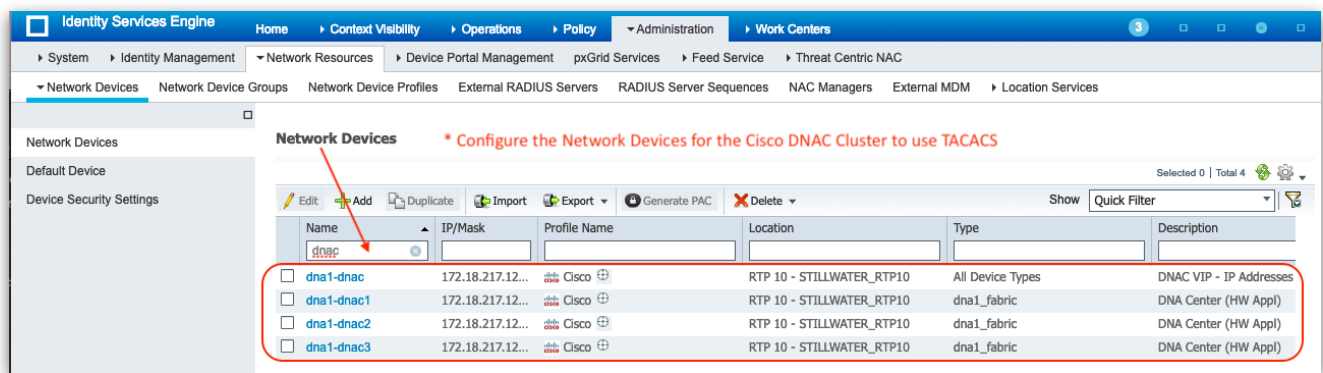 Identity Services Engine Home Context Visibility Operations Policy Administration Work Centers 3
System Identity Management Network Resources Device Portal Management pxGrid Services Feed Service Threat Centric NAC
Network Devices Network Device Groups Network Device Profiles External RADIUS Servers RADIUS Server Sequences NAC Managers External MDM Location Services
Network Devices
Default Device
Device Security Settings
Network Devices * Configure the Network Devices for the Cisco DNAC Cluster to use TACACS
Selected 0 | Total 4
Edit Add Duplicate Import Export Generate PAC Delete Show Quick Filter
Name IP/Mask Profile Name Location Type Description
dnac
dna1-dnac 172.18.217.12... Cisco RTP 10 - STILLWATER_RTP10 All Device Types DNAC VIP - IP Addresses
dna1-dnac1 172.18.217.12... Cisco RTP 10 - STILLWATER_RTP10 dna1_fabric DNA Center (HW Appl)
dna1-dnac2 172.18.217.12... Cisco RTP 10 - STILLWATER_RTP10 dna1_fabric DNA Center (HW Appl)
dna1-dnac3 172.18.217.12... Cisco RTP 10 - STILLWATER_RTP10 dna1_fabric DNA Center (HW Appl)